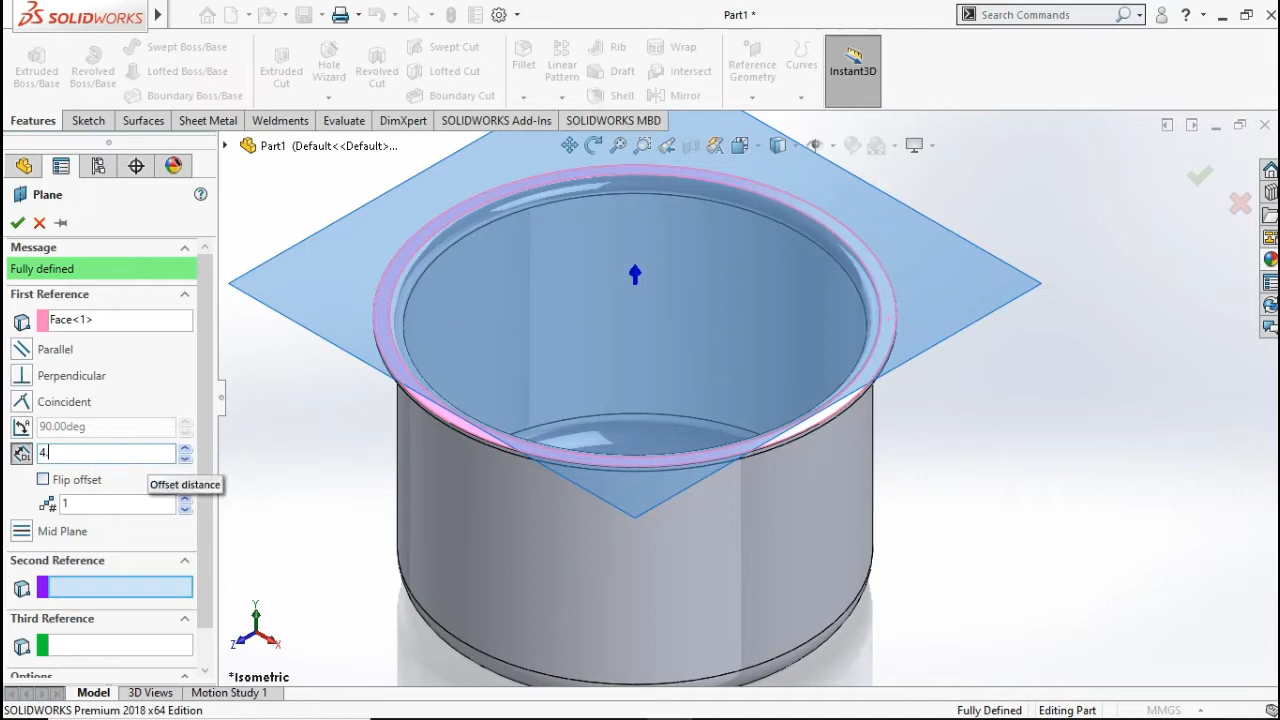 SOLIDWORKS
Part1 *
Search Commands
?
Extruded Boss/Base
Revolved Boss/Base
Swept Boss/Base
Lofted Boss/Base
Boundary Boss/Base
Extruded Cut
Hole Wizard
Revolved Cut
Swept Cut
Lofted Cut
Boundary Cut
Fillet
Linear Pattern
Rib
Draft
Shell
Wrap
Intersect
Mirror
Reference Geometry
Curves
Instant3D
Features
Sketch
Surfaces
Sheet Metal
Weldments
Evaluate
DimXpert
SOLIDWORKS Add-Ins
SOLIDWORKS MBD
Part1 (Default<<Default>...
Plane
?
Message
Fully defined
First Reference
Face<1>
Parallel
Perpendicular
Coincident
90.00deg
4
Flip offset
Offset distance
#
1
Mid Plane
Second Reference
Third Reference
Options
Y
Z
X
*Isometric
Model
3D Views
Motion Study 1
SOLIDWORKS Premium 2018 x64 Edition
Fully Defined
Editing Part
MMGS